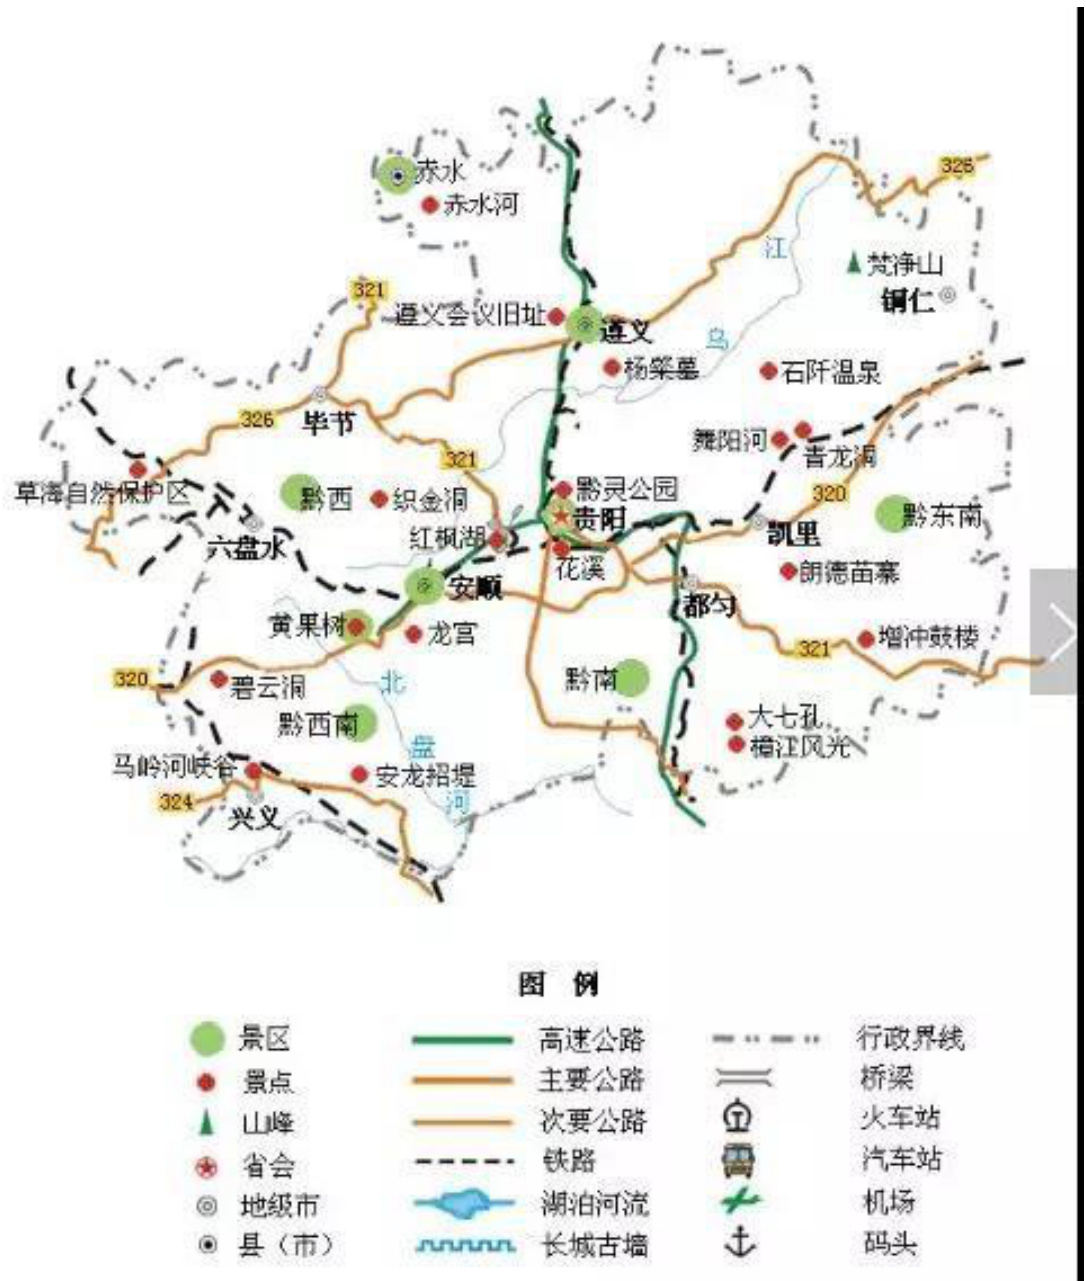 326
赤水
赤水河
江
梵净山
铜仁
321
遵义会议旧址
遵义
乌
杨粲墓
石阡温泉
326
毕节
321
舞阳河
青龙洞
草海自然保护区
黔西
织金洞
黔灵公园
320
贵阳
黔东南
六盘水
红枫湖
凯里
花溪
朗德苗寨
安顺
都匀
黄果树
龙宫
321
增冲鼓楼
320
碧云洞
北
黔南
黔西南
大七孔
盘
樟江风光
马岭河峡谷
安龙招堤
324
河
兴义
图 例
景区
高速公路
行政界线
景点
主要公路
桥梁
山峰
次要公路
火车站
省会
铁路
汽车站
地级市
湖泊河流
机场
县（市）
长城古墙
码头